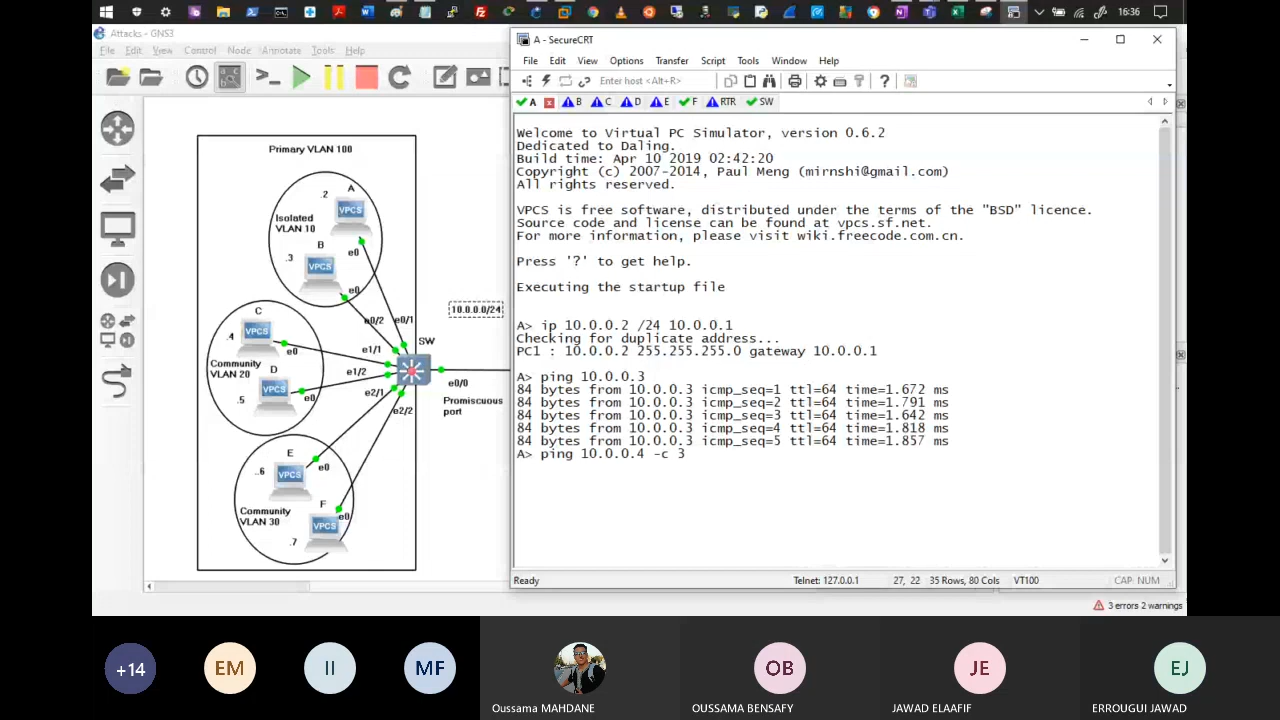 16:36
Attacks - GNS3
File Edit View Control Node Annotate Tools Help
Primary VLAN 100
.2
A
VPCS
Isolated
VLAN 10
B
e0
.3
VPCS
e0
10.0.0.0/24
C
e0/2
e0/1
.4
VPCS
SW
e0
e1/1
Community
VLAN 20
D
e1/2
VPCS
e0/0
.5
e0
e2/1
Promiscuous
port
e2/2
E
..6
e0
VPCS
F
Community
VLAN 30
e0
VPCS
.7
A - SecureCRT
File Edit View Options Transfer Script Tools Window Help
Enter host <Alt+R>
A B C D E F RTR SW
Welcome to Virtual PC Simulator, version 0.6.2
Dedicated to Daling.
Build time: Apr 10 2019 02:42:20
Copyright (c) 2007-2014, Paul Meng (mirnshi@gmail.com)
All rights reserved.
VPCS is free software, distributed under the terms of the "BSD" licence.
Source code and license can be found at vpcs.sf.net.
For more information, please visit wiki.freecode.com.cn.
Press '?' to get help.
Executing the startup file
A> ip 10.0.0.2 /24 10.0.0.1
Checking for duplicate address...
PC1 : 10.0.0.2 255.255.255.0 gateway 10.0.0.1
A> ping 10.0.0.3
84 bytes from 10.0.0.3 icmp_seq=1 ttl=64 time=1.672 ms
84 bytes from 10.0.0.3 icmp_seq=2 ttl=64 time=1.791 ms
84 bytes from 10.0.0.3 icmp_seq=3 ttl=64 time=1.642 ms
84 bytes from 10.0.0.3 icmp_seq=4 ttl=64 time=1.818 ms
84 bytes from 10.0.0.3 icmp_seq=5 ttl=64 time=1.857 ms
A> ping 10.0.0.4 -c 3
Ready Telnet: 127.0.0.1 27, 22 35 Rows, 80 Cols VT100 CAP NUM
3 errors 2 warnings
+14 EM II MF OB JE EJ
Oussama MAHDANE OUSSAMA BENSAFY JAWAD ELAAFIF ERROUGUI JAWAD